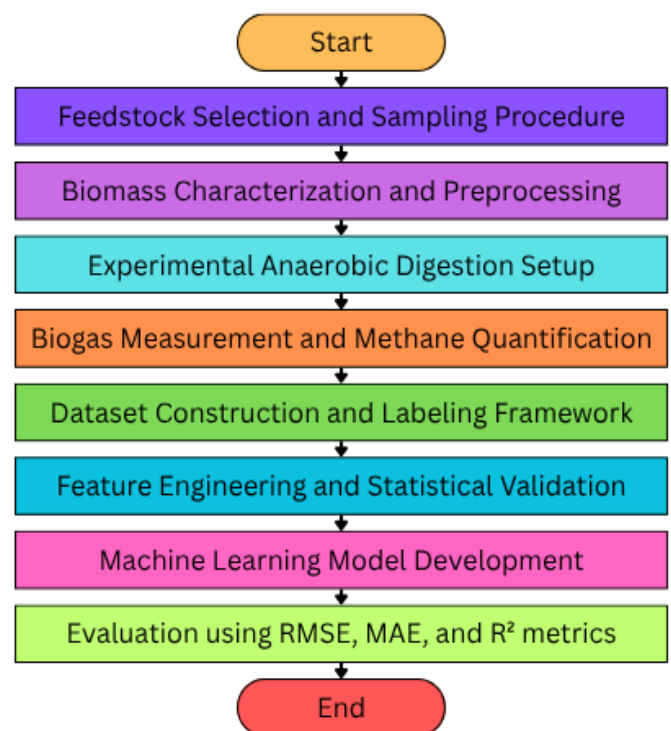 Start
Feedstock Selection and Sampling Procedure
Biomass Characterization and Preprocessing
Experimental Anaerobic Digestion Setup
Biogas Measurement and Methane Quantification
Dataset Construction and Labeling Framework
Feature Engineering and Statistical Validation
Machine Learning Model Development
Evaluation using RMSE, MAE, and R² metrics
End